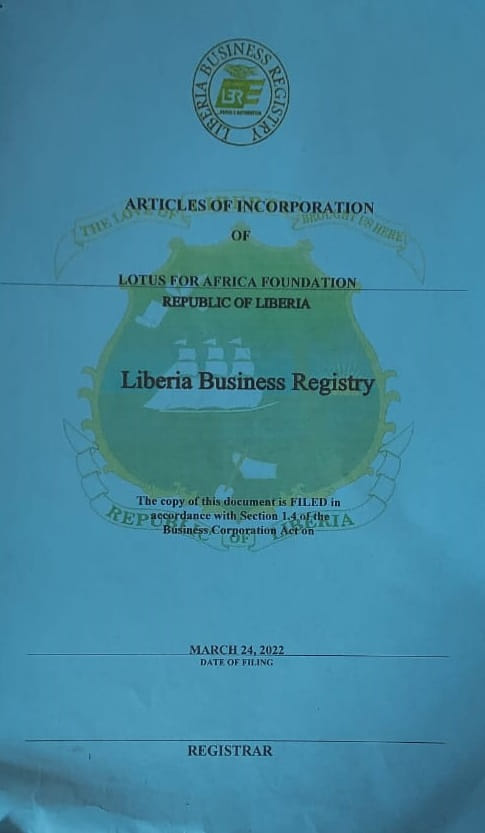 LIBERIA BUSINESS REGISTRY
LBR
ARTICLES OF INCORPORATION
THE LOVE OF
BROUGHT US HERE
OF
LOTUS FOR AFRICA FOUNDATION
REPUBLIC OF LIBERIA
Liberia Business Registry
The copy of this document is FILED in
accordance with Section 1.4 of the
Business Corporation Act on
REPUBLIC OF LIBERIA
MARCH 24, 2022
DATE OF FILING
REGISTRAR